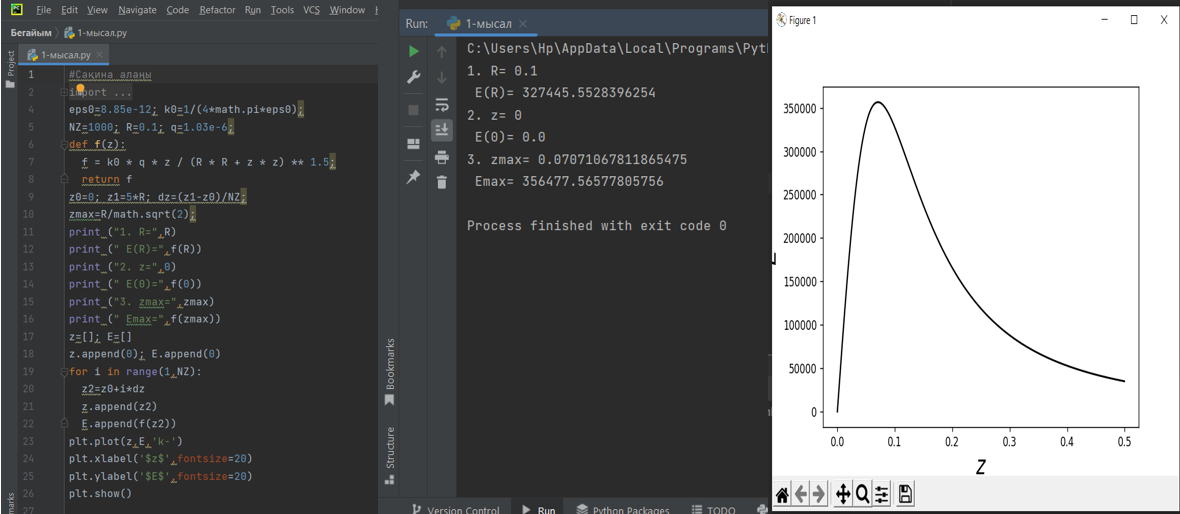 File Edit View Navigate Code Refactor Run Tools VCS Window
Бегайым 1-мысал.py
1-мысал.py
Project
1 #Сақина алаңы
2 import ...
4 eps0=8.85e-12; k0=1/(4*math.pi*eps0);
5 NZ=1000; R=0.1; q=1.03e-6;
6 def f(z):
7 f = k0 * q * z / (R * R + z * z) ** 1.5;
8 return f
9 z0=0; z1=5*R; dz=(z1-z0)/NZ;
10 zmax=R/math.sqrt(2);
11 print ("1. R=",R)
12 print (" E(R)=",f(R))
13 print ("2. z=",0)
14 print (" E(0)=",f(0))
15 print ("3. zmax=",zmax)
16 print (" Emax=",f(zmax))
17 z=[]; E=[]
18 z.append(0); E.append(0)
19 for i in range(1,NZ):
20 z2=z0+i*dz
21 z.append(z2)
22 E.append(f(z2))
23 plt.plot(z,E,'k-')
24 plt.xlabel('$z$',fontsize=20)
25 plt.ylabel('$E$',fontsize=20)
26 plt.show()
27
Bookmarks
Structure
Run: 1-мысал
C:\Users\Hp\AppData\Local\Programs\Pyth
1. R= 0.1
E(R)= 327445.5528396254
2. z= 0
E(0)= 0.0
3. zmax= 0.07071067811865475
Emax= 356477.56577805756
Process finished with exit code 0
Version Control Run Python Packages TODO
Figure 1
350000
300000
250000
200000
150000
100000
50000
0
0.0 0.1 0.2 0.3 0.4 0.5
z